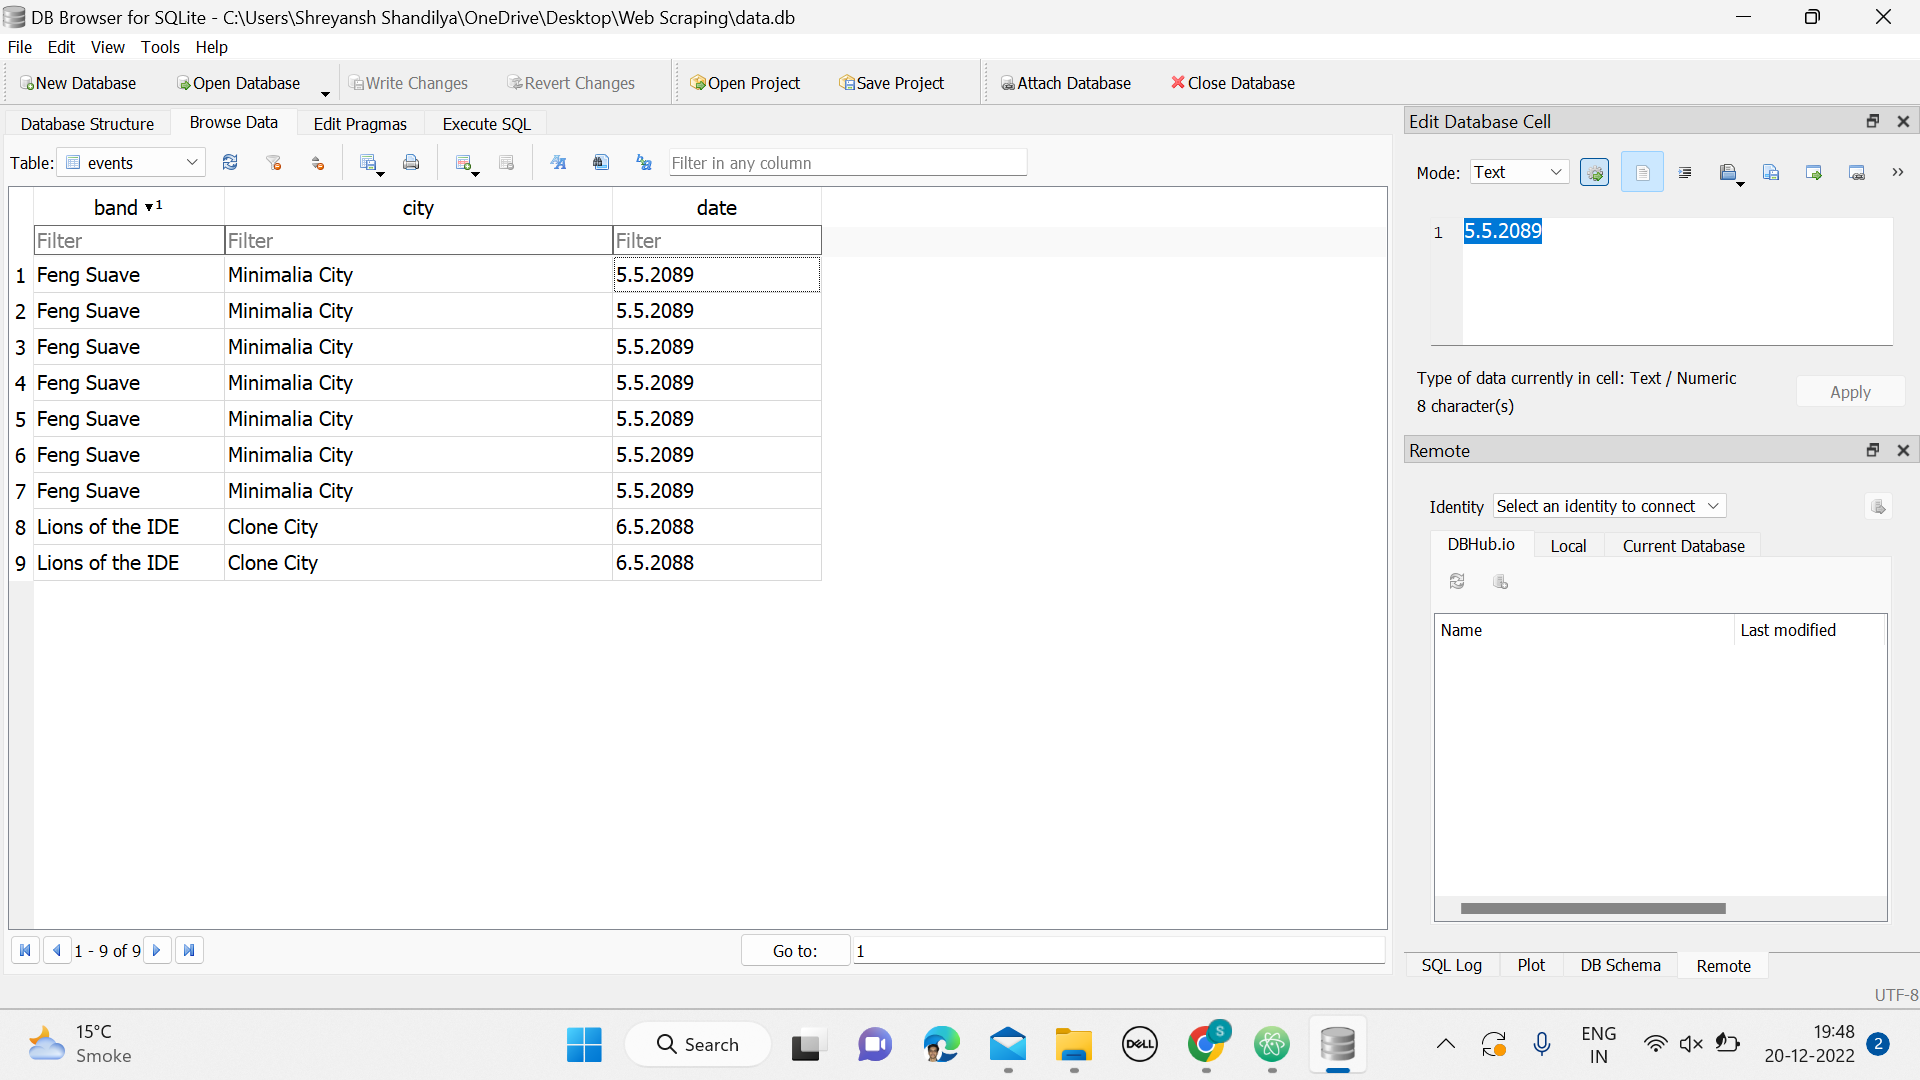 DB Browser for SQLite - C:\Users\Shreyansh Shandilya\OneDrive\Desktop\Web Scraping\data.db
File Edit View Tools Help
New Database Open Database Write Changes Revert Changes Open Project Save Project Attach Database Close Database
Database Structure Browse Data Edit Pragmas Execute SQL
Table: events Filter in any column
band 1 city date
Filter Filter Filter
1 Feng Suave Minimalia City 5.5.2089
2 Feng Suave Minimalia City 5.5.2089
3 Feng Suave Minimalia City 5.5.2089
4 Feng Suave Minimalia City 5.5.2089
5 Feng Suave Minimalia City 5.5.2089
6 Feng Suave Minimalia City 5.5.2089
7 Feng Suave Minimalia City 5.5.2089
8 Lions of the IDE Clone City 6.5.2088
9 Lions of the IDE Clone City 6.5.2088
1 - 9 of 9 Go to: 1
Edit Database Cell
Mode: Text
1 5.5.2089
Type of data currently in cell: Text / Numeric
8 character(s)
Apply
Remote
Identity Select an identity to connect
DBHub.io Local Current Database
Name Last modified
SQL Log Plot DB Schema Remote
UTF-8
15°C
Smoke
Search
DELL
S
ENG
IN
19:48
20-12-2022
2